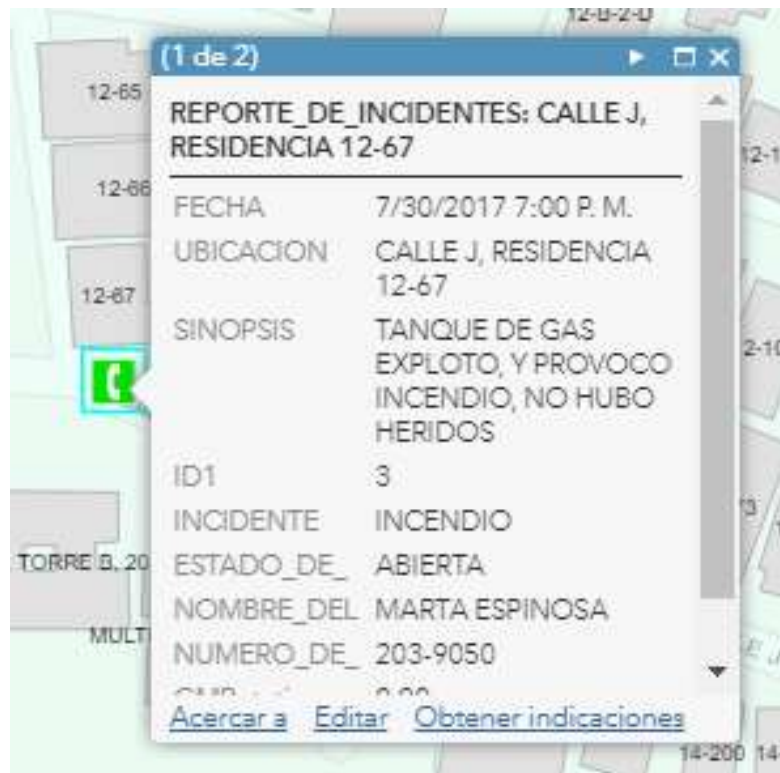 12-B-2-D
(1 de 2)
12-65
REPORTE_DE_INCIDENTES: CALLE J,
RESIDENCIA 12-67
12-1
12-66
FECHA 7/30/2017 7:00 P. M.
UBICACION CALLE J, RESIDENCIA
12-67
12-67
SINOPSIS TANQUE DE GAS
EXPLOTO, Y PROVOCO
INCENDIO, NO HUBO
HERIDOS
2-10
ID1 3
INCIDENTE INCENDIO
TORRE B, 20
ESTADO_DE_ ABIERTA
NOMBRE_DEL MARTA ESPINOSA
MULTI
NUMERO_DE_ 203-9050
Acercar a Editar Obtener indicaciones
14-200 14-